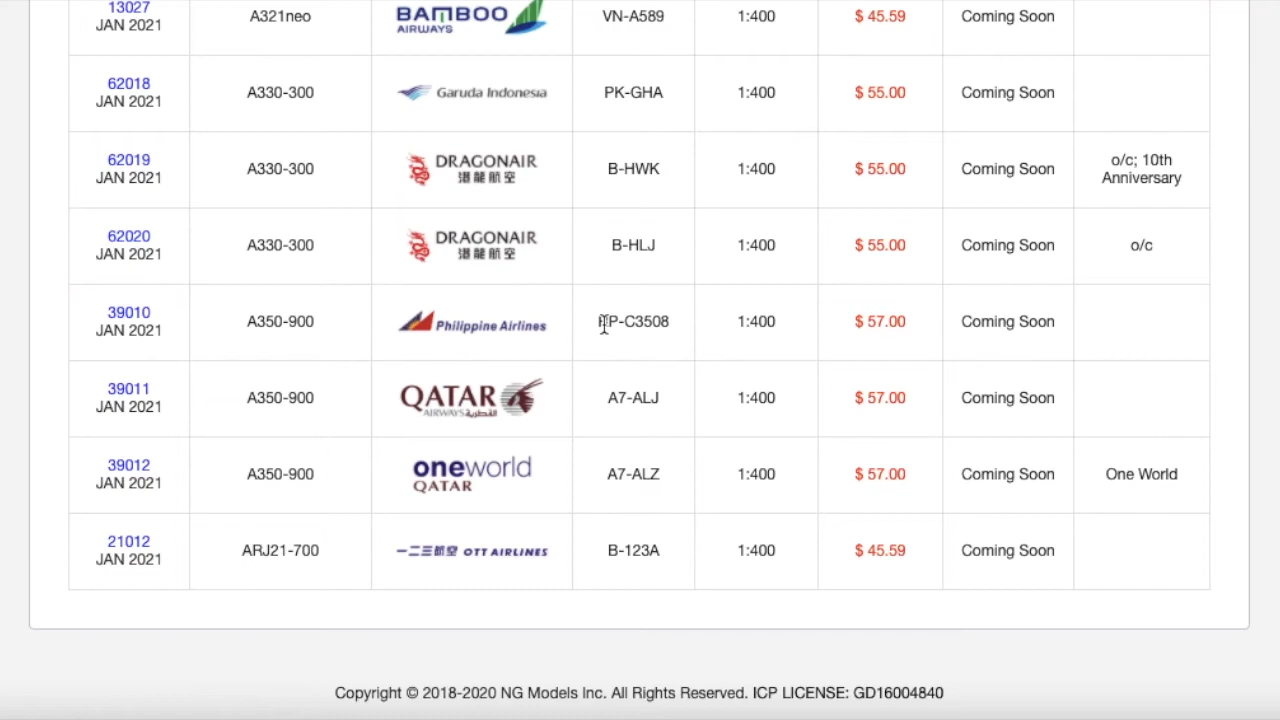 13027
JAN 2021
A321neo
BAMBOO
AIRWAYS
VN-A589
1:400
$ 45.59
Coming Soon
62018
JAN 2021
A330-300
Garuda Indonesia
PK-GHA
1:400
$ 55.00
Coming Soon
62019
JAN 2021
A330-300
DRAGONAIR
港龍航空
B-HWK
1:400
$ 55.00
Coming Soon
o/c; 10th
Anniversary
62020
JAN 2021
A330-300
DRAGONAIR
港龍航空
B-HLJ
1:400
$ 55.00
Coming Soon
o/c
39010
JAN 2021
A350-900
Philippine Airlines
RP-C3508
1:400
$ 57.00
Coming Soon
39011
JAN 2021
A350-900
QATAR
AIRWAYS القطرية
A7-ALJ
1:400
$ 57.00
Coming Soon
39012
JAN 2021
A350-900
oneworld
QATAR
A7-ALZ
1:400
$ 57.00
Coming Soon
One World
21012
JAN 2021
ARJ21-700
一二三航空 OTT AIRLINES
B-123A
1:400
$ 45.59
Coming Soon
Copyright © 2018-2020 NG Models Inc. All Rights Reserved. ICP LICENSE: GD16004840